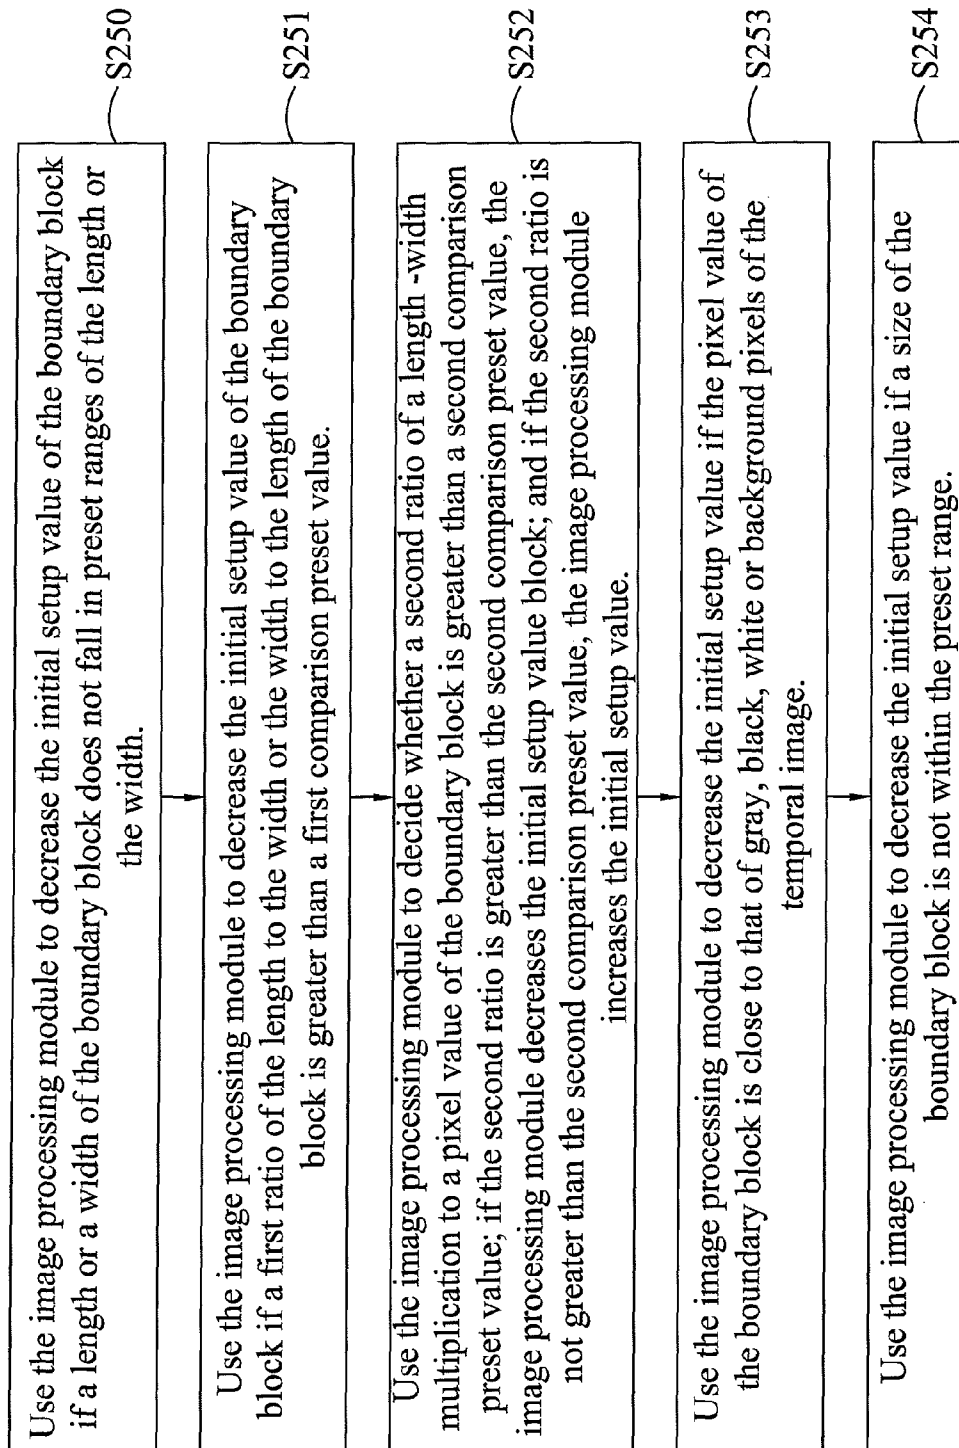 Use the image processing module to decrease the initial setup value of the boundary block
if a length or a width of the boundary block does not fall in preset ranges of the length or
the width.
S250
Use the image processing module to decrease the initial setup value of the boundary
block if a first ratio of the length to the width or the width to the length of the boundary
block is greater than a first comparison preset value.
S251
Use the image processing module to decide whether a second ratio of a length -width
multiplication to a pixel value of the boundary block is greater than a second comparison
preset value; if the second ratio is greater than the second comparison preset value, the
image processing module decreases the initial setup value block; and if the second ratio is
not greater than the second comparison preset value, the image processing module
increases the initial setup value.
S252
Use the image processing module to decrease the initial setup value if the pixel value of
the boundary block is close to that of gray, black, white or background pixels of the
temporal image.
S253
Use the image processing module to decrease the initial setup value if a size of the
boundary block is not within the preset range.
S254